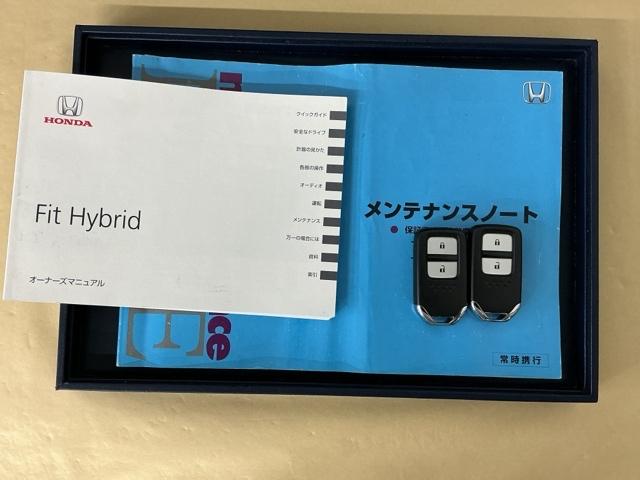 HONDA
Fit Hybrid
オーナーズマニュアル
クイックガイド
安全なドライブ
計器の見かた
各部の操作
オーディオ
運転
メンテナンス
万一の場合には
資料
索引
メンテナンスノート
常時携行